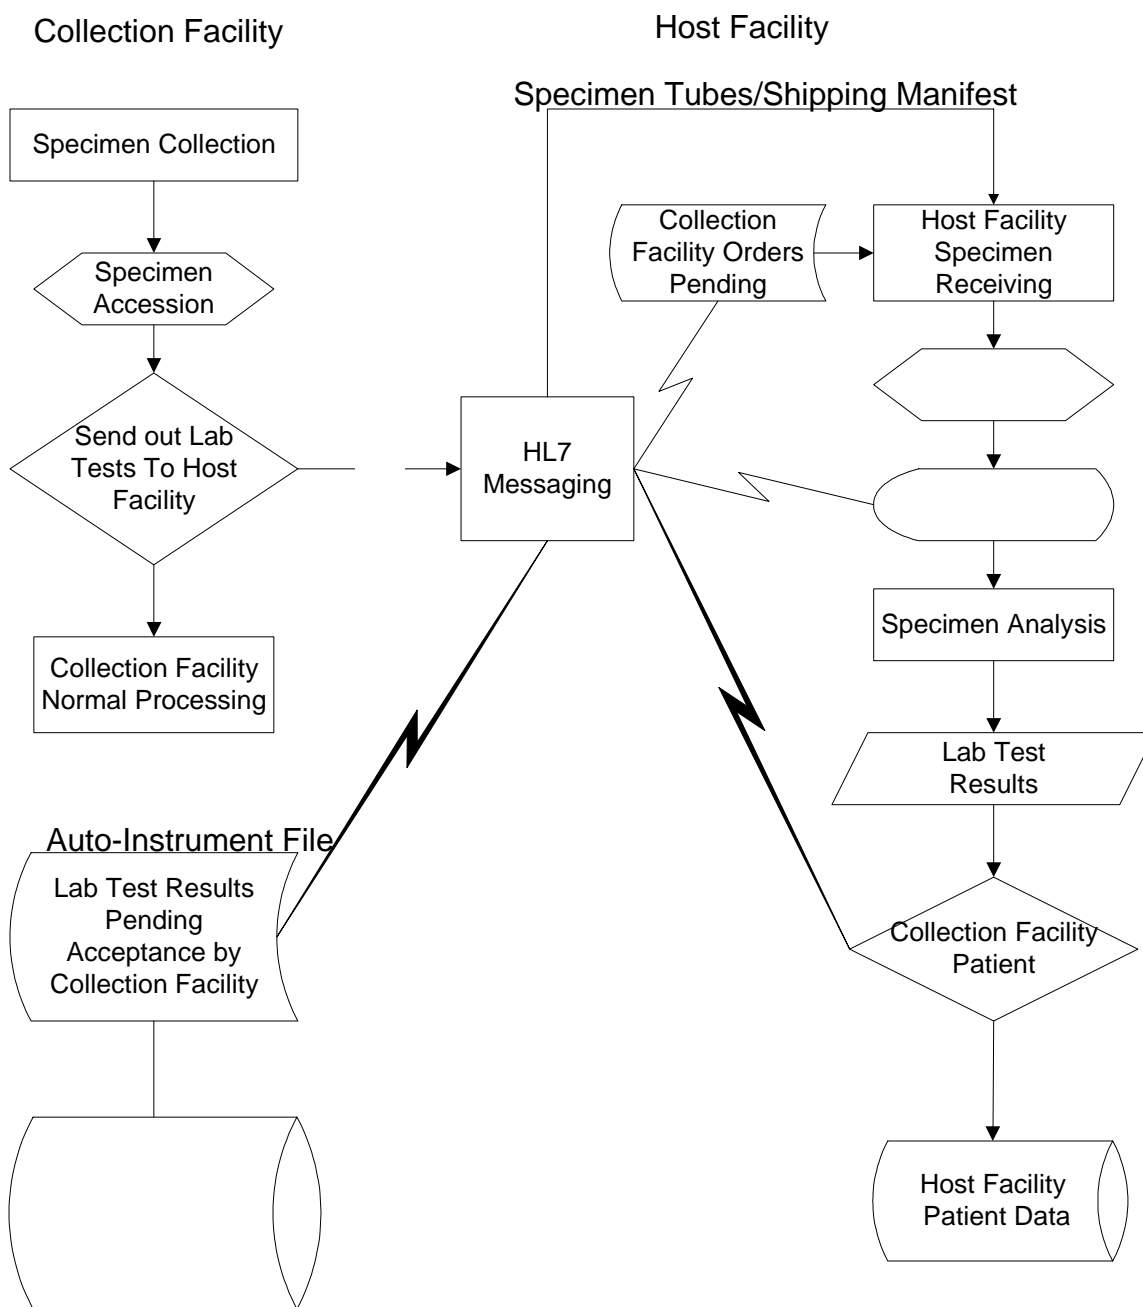 Collection Facility
Host Facility
Specimen Tubes/Shipping Manifest
Specimen Collection
Collection
Facility Orders
Pending
Host Facility
Specimen
Receiving
Specimen
Accession
Send out Lab
Tests To Host
Facility
HL7
Messaging
Specimen Analysis
Collection Facility
Normal Processing
Lab Test
Results
Auto-Instrument File
Lab Test Results
Pending
Acceptance by
Collection Facility
Collection Facility
Patient
Host Facility
Patient Data